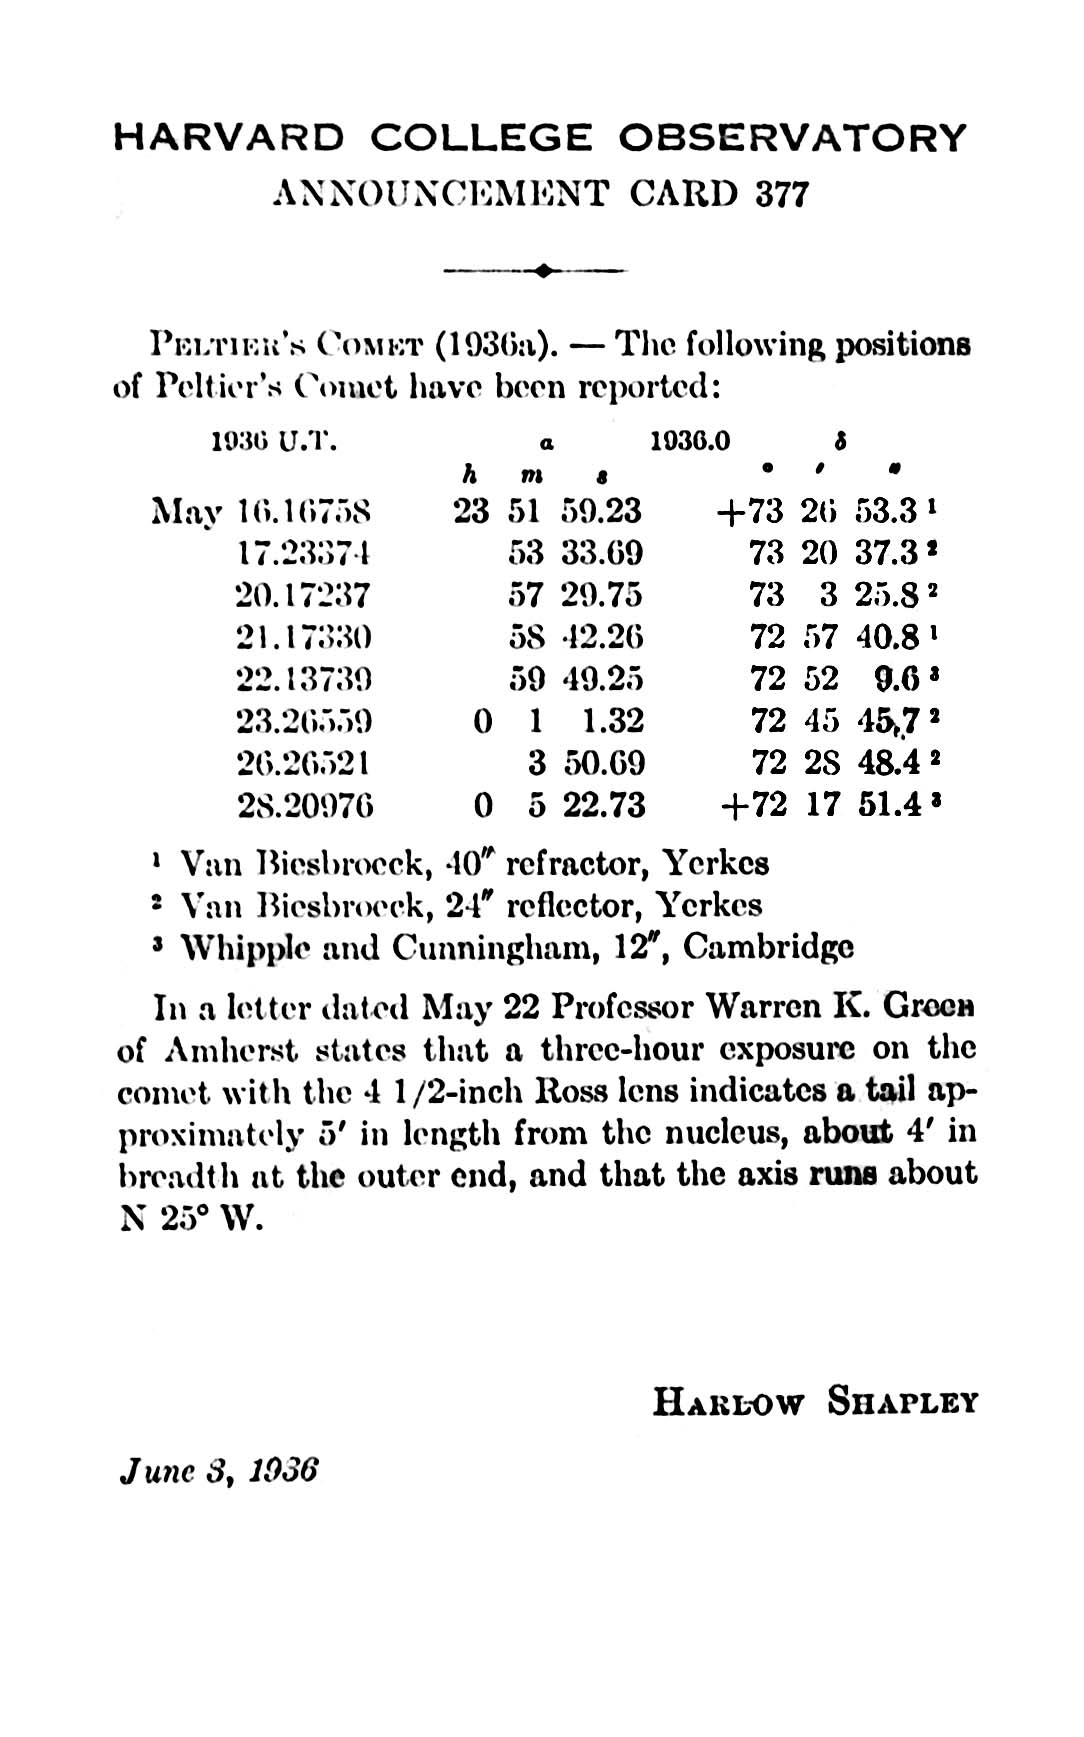 HARVARD COLLEGE OBSERVATORY
ANNOUNCEMENT CARD 377
PELTIER's COMET (1936a). — The following positions
of Peltier's Comet have been reported:
1936 U.T. α 1936.0 δ
h m s ° ′ ″
May 16.16758 23 51 59.23 +73 26 53.3 ¹
17.23374 53 33.69 73 20 37.3 ²
20.17237 57 29.75 73 3 25.8 ²
21.17330 58 42.26 72 57 40.8 ¹
22.13739 59 49.25 72 52 9.6 ³
23.26559 0 1 1.32 72 45 45.7 ²
26.26521 3 50.69 72 28 48.4 ²
28.20976 0 5 22.73 +72 17 51.4 ³
¹ Van Biesbroeck, 40″ refractor, Yerkes
² Van Biesbroeck, 24″ reflector, Yerkes
³ Whipple and Cunningham, 12″, Cambridge
In a letter dated May 22 Professor Warren K. Green
of Amherst states that a three-hour exposure on the
comet with the 4 1/2-inch Ross lens indicates a tail ap-
proximately 5′ in length from the nucleus, about 4′ in
breadth at the outer end, and that the axis runs about
N 25° W.
HARLOW SHAPLEY
June 3, 1936